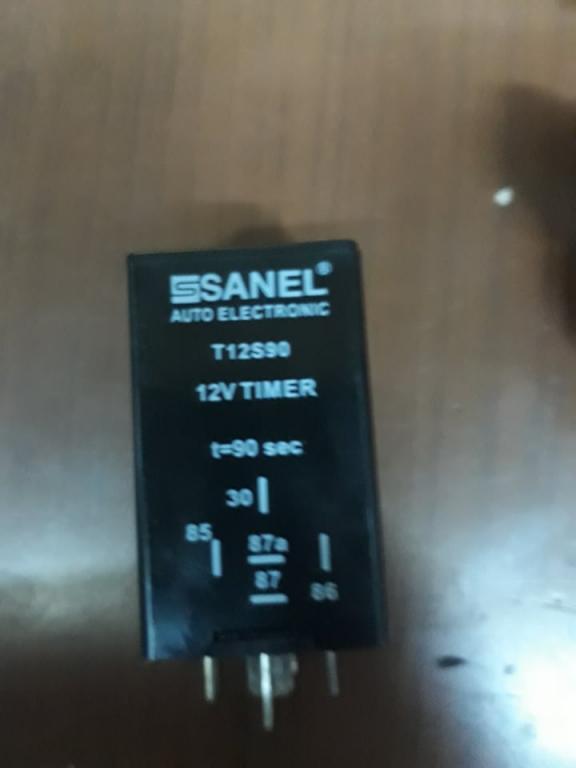 SANEL®
AUTO ELECTRONIC
T12S90
12V TIMER
t=90 sec
30
85
87a
87
86